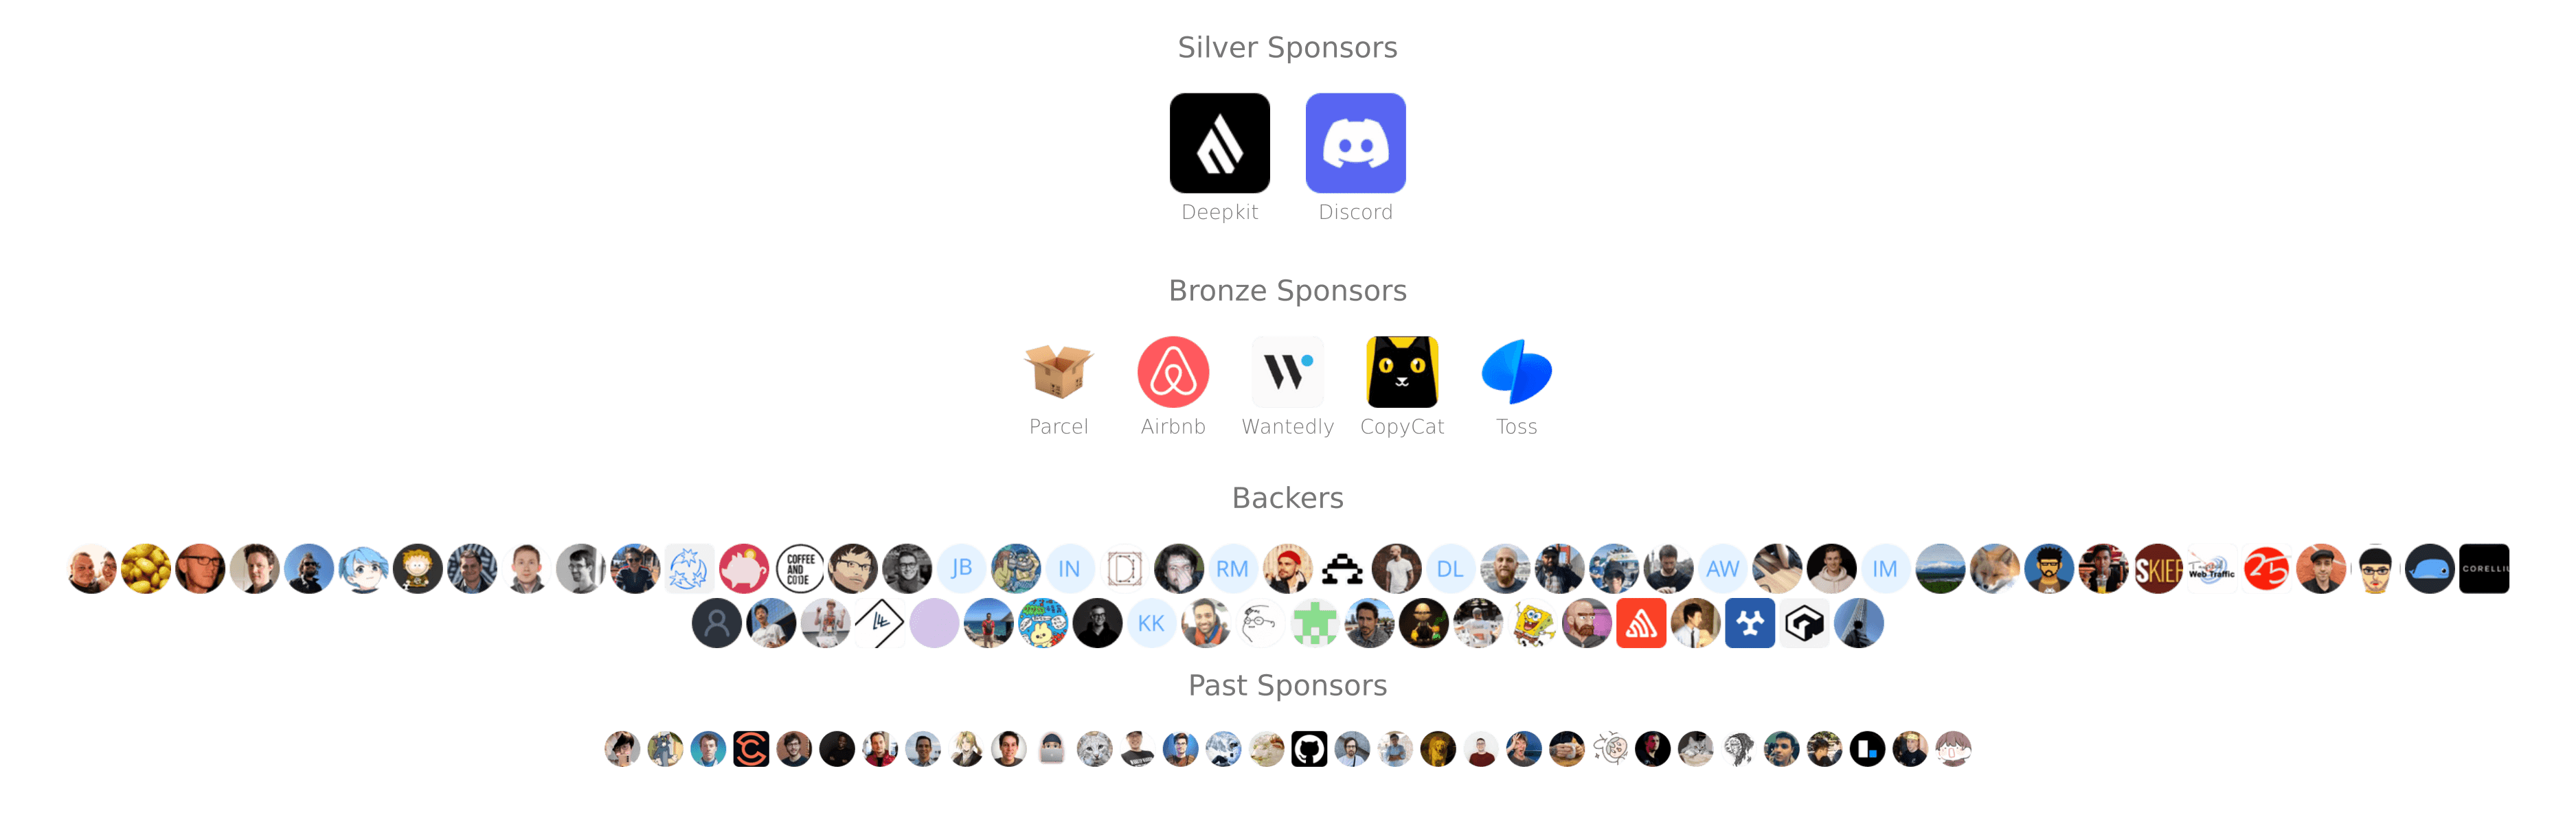 Silver Sponsors
Deepkit Discord
Bronze Sponsors
Parcel Airbnb Wantedly CopyCat Toss
Backers
COFFEE
AND
CODE
JB IN RM DL AW IM SKIEF Web Traffic 25 CORELLIU
KK
Past Sponsors